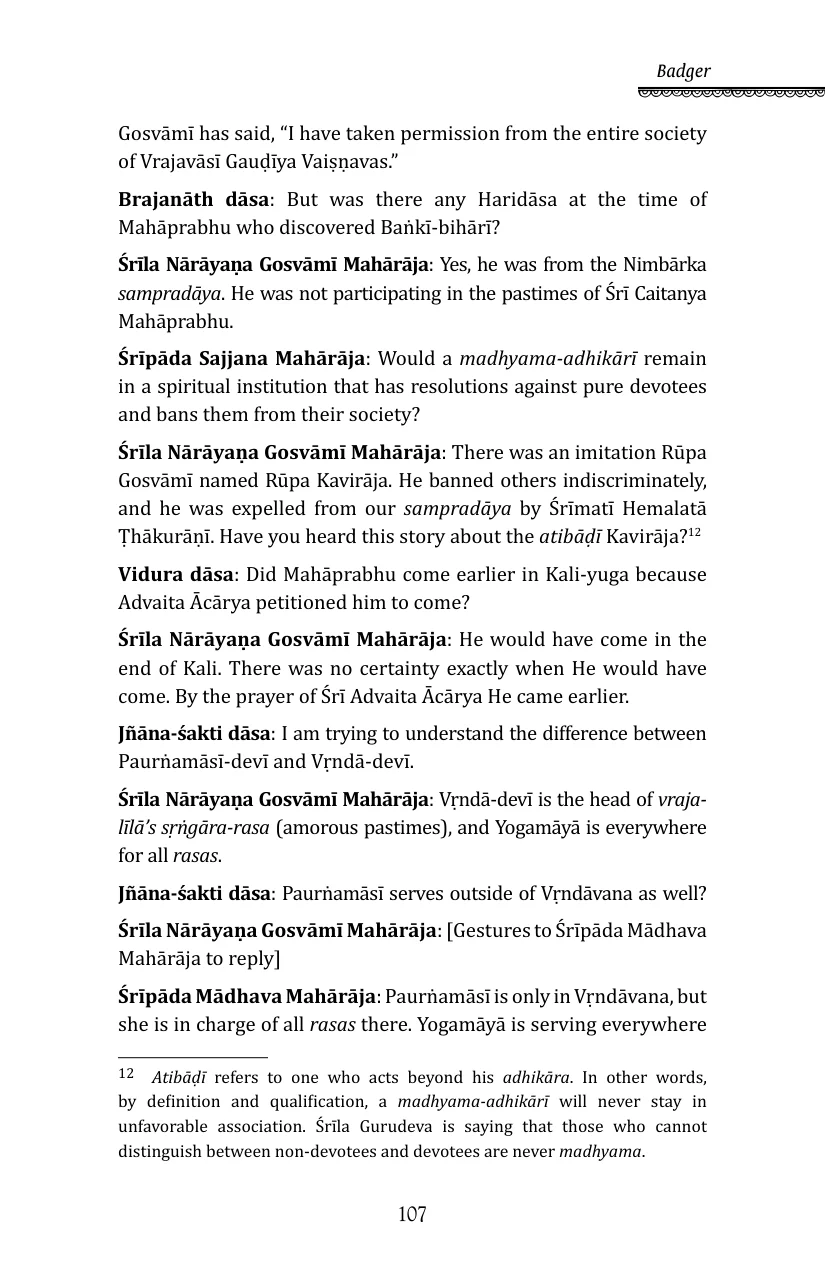 Badger
Gosvāmī has said, “I have taken permission from the entire society
of Vrajavāsī Gauḍīya Vaiṣṇavas.”
Brajanāth dāsa: But was there any Haridāsa at the time of
Mahāprabhu who discovered Baṅkī-bihārī?
Śrīla Nārāyaṇa Gosvāmī Mahārāja: Yes, he was from the Nimbārka
sampradāya. He was not participating in the pastimes of Śrī Caitanya
Mahāprabhu.
Śrīpāda Sajjana Mahārāja: Would a madhyama-adhikārī remain
in a spiritual institution that has resolutions against pure devotees
and bans them from their society?
Śrīla Nārāyaṇa Gosvāmī Mahārāja: There was an imitation Rūpa
Gosvāmī named Rūpa Kavirāja. He banned others indiscriminately,
and he was expelled from our sampradāya by Śrīmatī Hemalatā
Ṭhākurāṇī. Have you heard this story about the atibāḍī Kavirāja?12
Vidura dāsa: Did Mahāprabhu come earlier in Kali-yuga because
Advaita Ācārya petitioned him to come?
Śrīla Nārāyaṇa Gosvāmī Mahārāja: He would have come in the
end of Kali. There was no certainty exactly when He would have
come. By the prayer of Śrī Advaita Ācārya He came earlier.
Jñāna-śakti dāsa: I am trying to understand the difference between
Paurṅamāsī-devī and Vṛndā-devī.
Śrīla Nārāyaṇa Gosvāmī Mahārāja: Vṛndā-devī is the head of vraja-
līlā’s sṛṅgāra-rasa (amorous pastimes), and Yogamāyā is everywhere
for all rasas.
Jñāna-śakti dāsa: Paurṅamāsī serves outside of Vṛndāvana as well?
Śrīla Nārāyaṇa Gosvāmī Mahārāja: [Gestures to Śrīpāda Mādhava
Mahārāja to reply]
Śrīpāda Mādhava Mahārāja: Paurṅamāsī is only in Vṛndāvana, but
she is in charge of all rasas there. Yogamāyā is serving everywhere
12 Atibāḍī refers to one who acts beyond his adhikāra. In other words,
by definition and qualification, a madhyama-adhikārī will never stay in
unfavorable association. Śrīla Gurudeva is saying that those who cannot
distinguish between non-devotees and devotees are never madhyama.
107